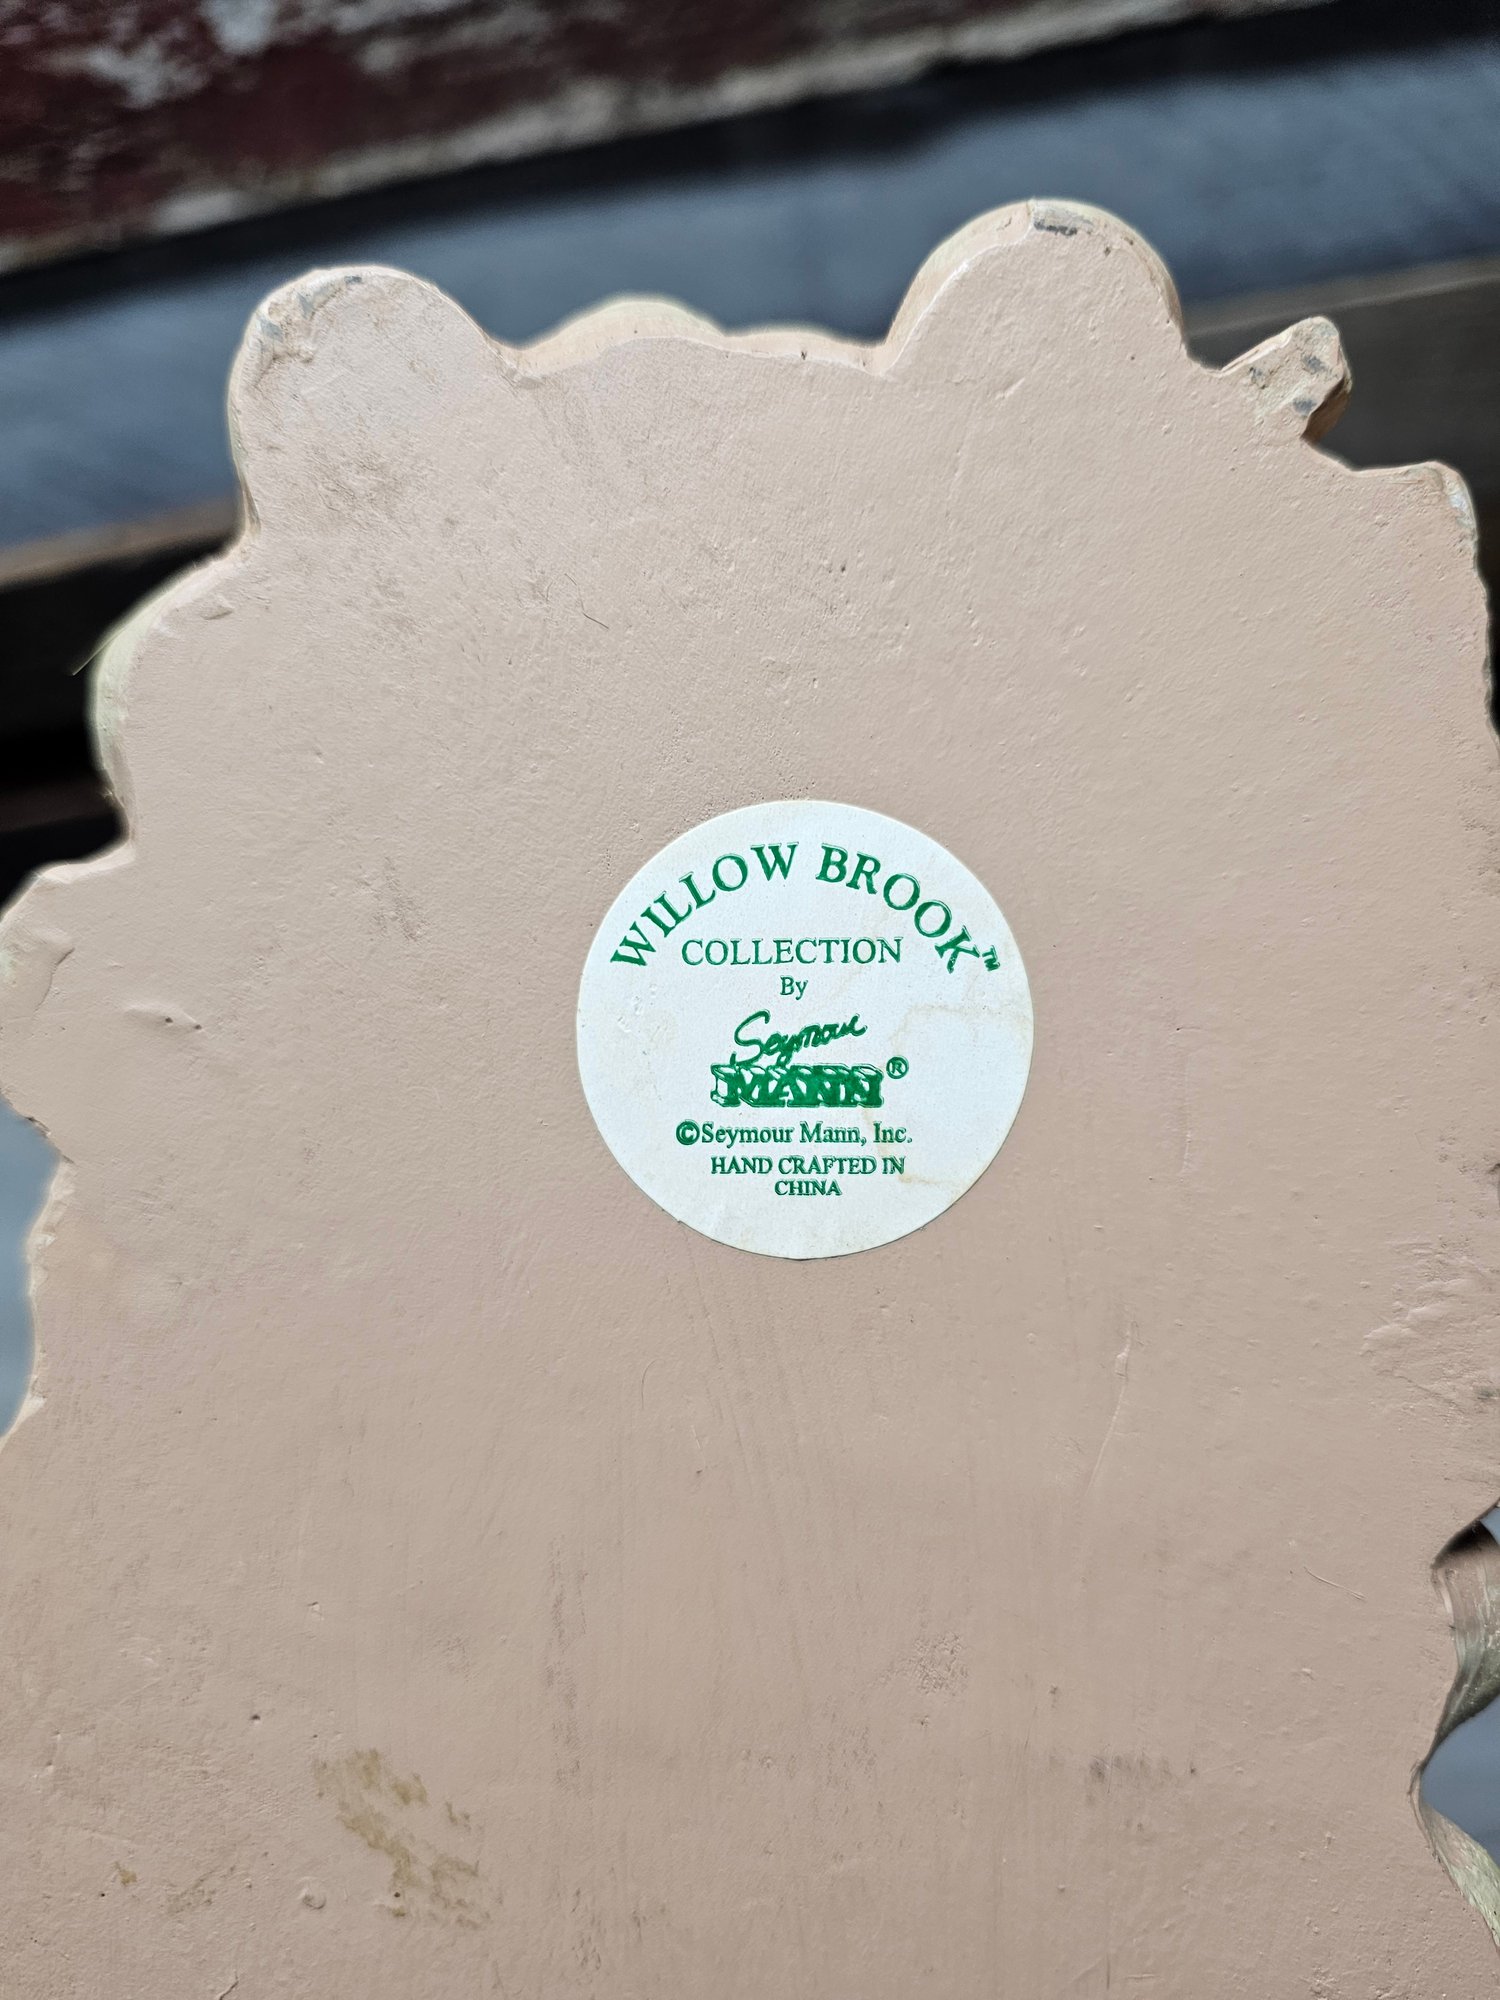 WILLOW BROOK™
COLLECTION
By
Seymour
MANN®
©Seymour Mann, Inc.
HAND CRAFTED IN
CHINA